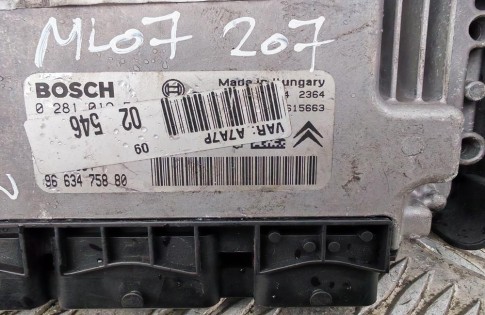 ML07 207
BOSCH
Made in Hungary
0 281 01
2364
615663
02 546
09
VAR: A7A7P
96 634 758 80